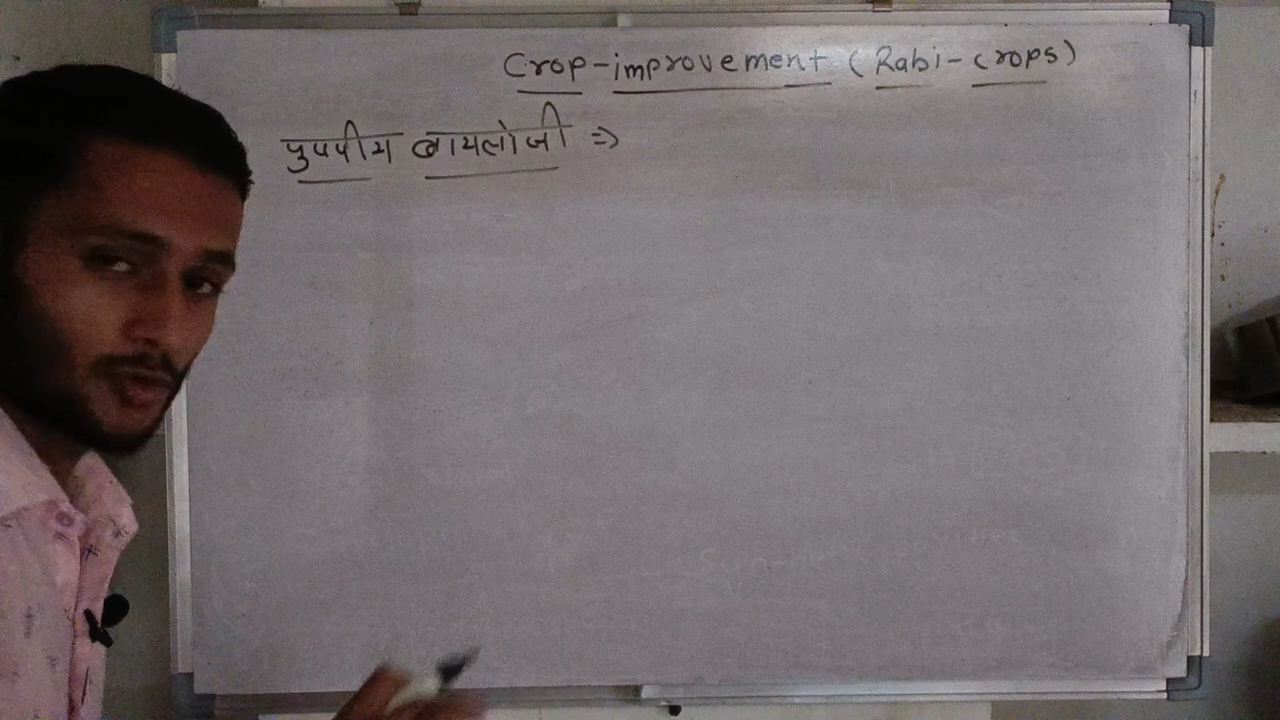 Crop-improvement (Rabi-crops)
पुष्पीय बायलोजी ⇒